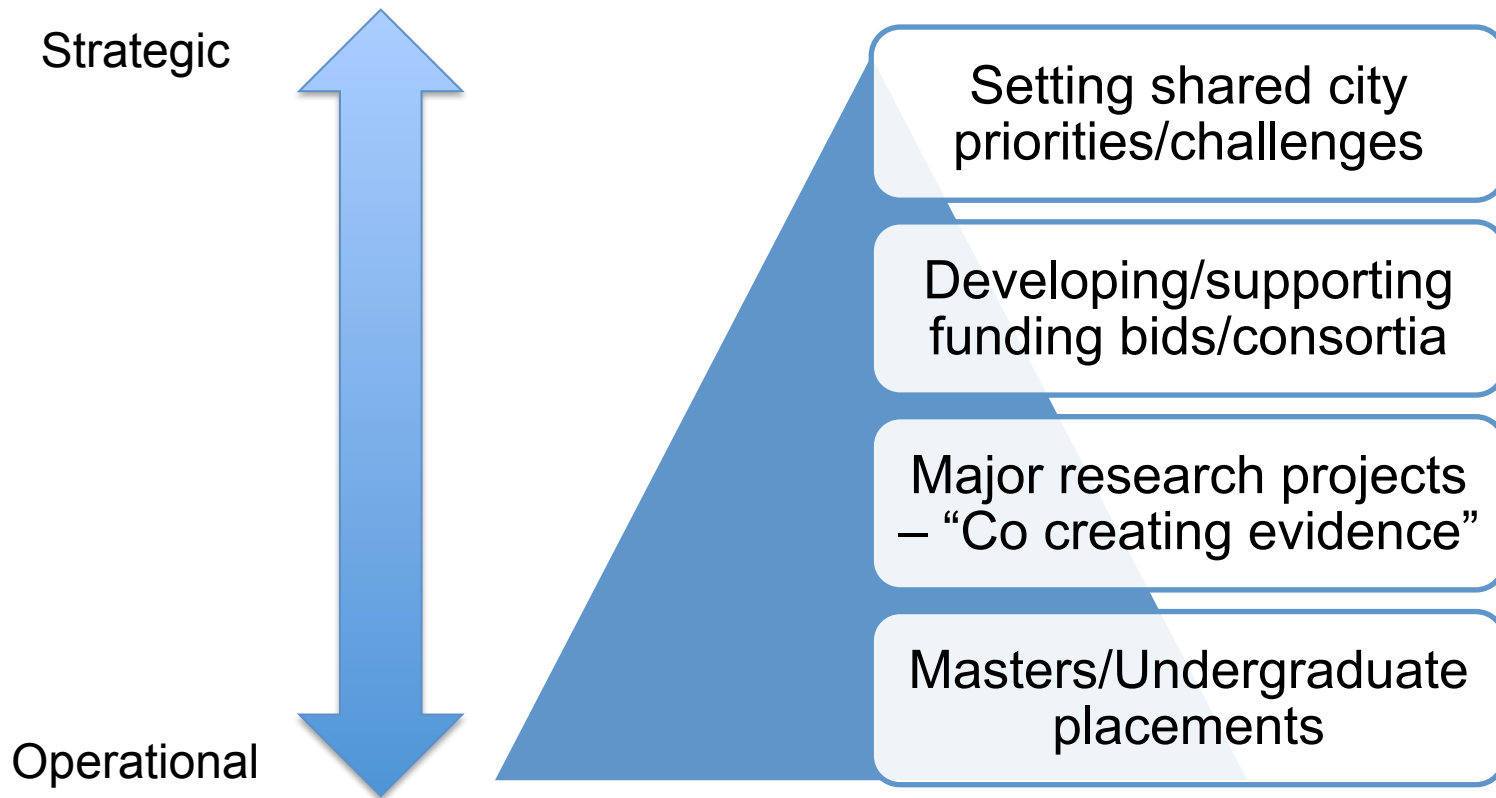 Strategic
Setting shared city
priorities/challenges
Developing/supporting
funding bids/consortia
Major research projects
– “Co creating evidence”
Masters/Undergraduate
placements
Operational